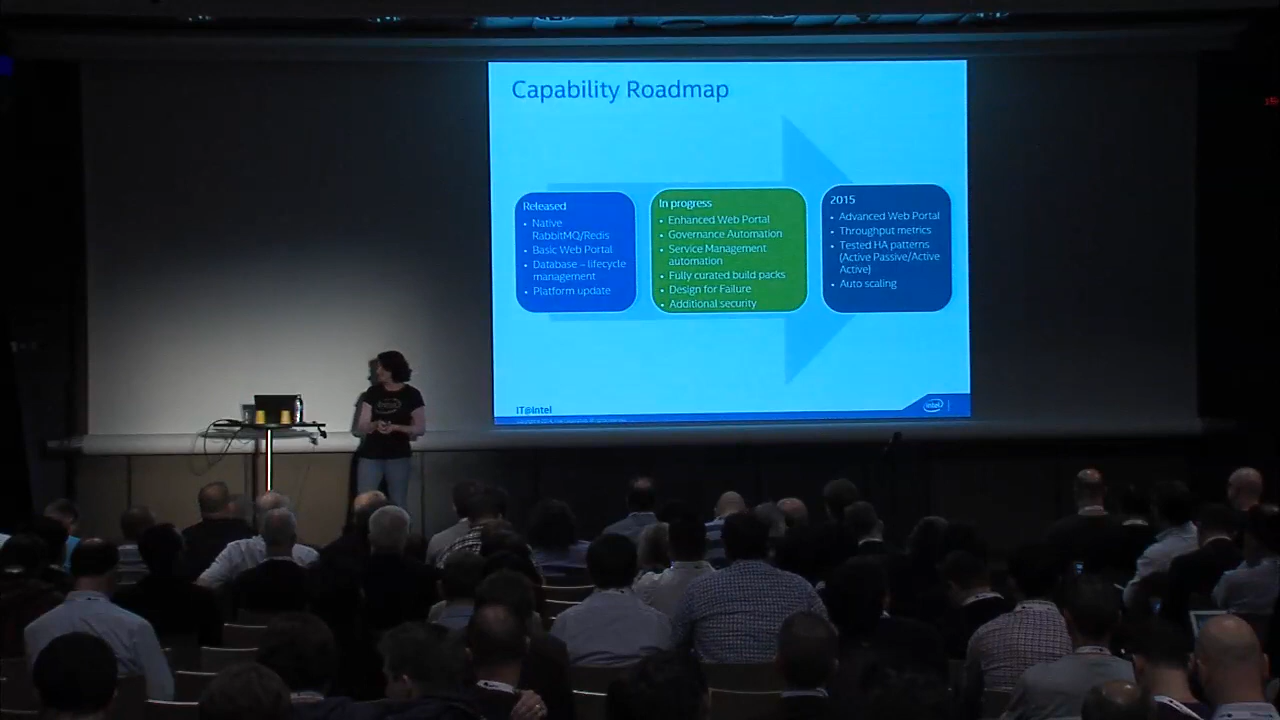 Capability Roadmap
Released
• Native
RabbitMQ/Redis
• Basic Web Portal
• Database – lifecycle
management
• Platform update
In progress
• Enhanced Web Portal
• Governance Automation
• Service Management
automation
• Fully curated build packs
• Design for Failure
• Additional security
2015
• Advanced Web Portal
• Throughput metrics
• Tested HA patterns
(Active Passive/Active
Active)
• Auto scaling
IT@Intel
intel